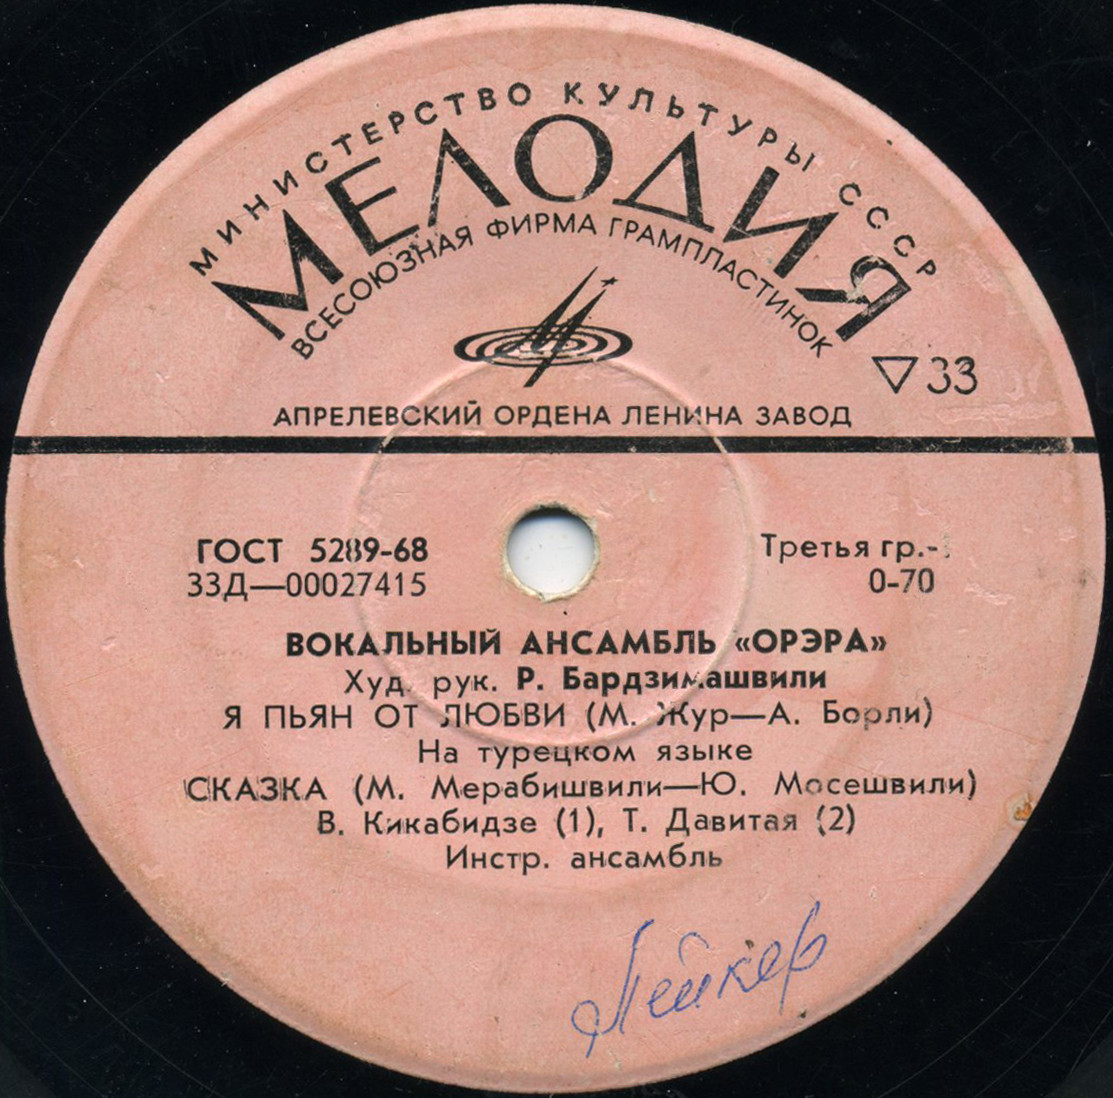 МИНИСТЕРСТВО КУЛЬТУРЫ СССР
МЕЛОДИЯ
ВСЕСОЮЗНАЯ ФИРМА ГРАМПЛАСТИНОК
33
АПРЕЛЕВСКИЙ ОРДЕНА ЛЕНИНА ЗАВОД
ГОСТ 5289-68 Третья гр.-
33Д—00027415 0-70
ВОКАЛЬНЫЙ АНСАМБЛЬ «ОРЭРА»
Худ. рук. Р. Бардзимашвили
Я ПЬЯН ОТ ЛЮБВИ (М. Жур—А. Борли)
На турецком языке
СКАЗКА (М. Мерабишвили—Ю. Мосешвили)
В. Кикабидзе (1), Т. Давитая (2)
Инстр. ансамбль